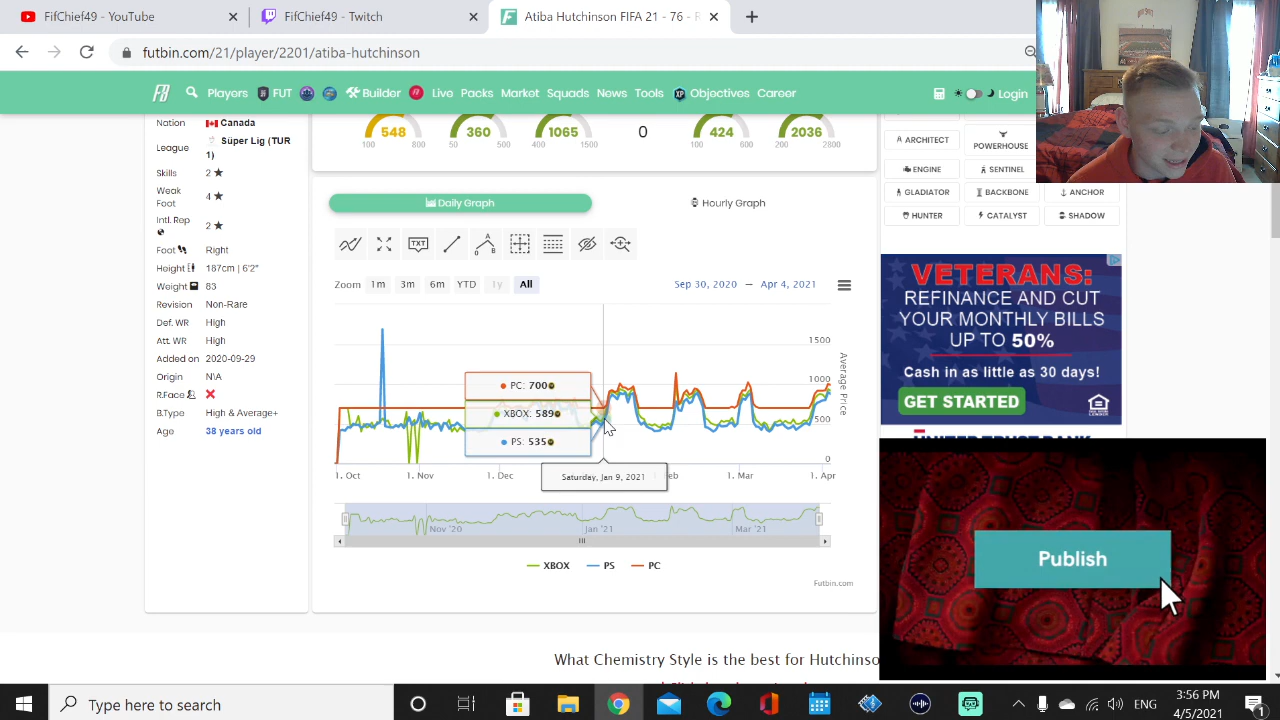 FifChief49 - YouTube
FifChief49 - Twitch
Atiba Hutchinson FIFA 21 - 76 - R
futbin.com/21/player/2201/atiba-hutchinson
Players FUT Builder Live Packs Market Squads News Tools XP Objectives Career Login
Nation Canada
League Süper Lig (TUR 1)
Skills 2 ★
Weak Foot 4 ★
Intl. Rep 2 ★
Foot Right
Height 187cm | 6'2"
Weight 83
Revision Non-Rare
Def. WR High
Att. WR High
Added on 2020-09-29
Origin N\A
R.Face
B.Type High & Average+
Age 38 years old
548 360 1065 0 424 2036
100 800 50 500 400 1500 100 600 200 2800
ARCHITECT POWERHOUSE
ENGINE SENTINEL
GLADIATOR BACKBONE ANCHOR
HUNTER CATALYST SHADOW
Daily Graph Hourly Graph
TXT
A
0 B
Zoom 1m 3m 6m YTD 1y All Sep 30, 2020 — Apr 4, 2021
1500
1000
500
0
Average Price
PC: 700
XBOX: 589
PS: 535
Saturday, Jan 9, 2021
1. Oct 1. Nov 1. Dec eb 1. Mar 1. Apr
Nov '20 Jan '21 Mar '21
XBOX PS PC
Futbin.com
VETERANS:
REFINANCE AND CUT
YOUR MONTHLY BILLS
UP TO 50%
Cash in as little as 30 days!
GET STARTED
UNITED TRUST BANK
Publish
What Chemistry Style is the best for Hutchinso
Type here to search
ENG
3:56 PM
4/5/2021
1